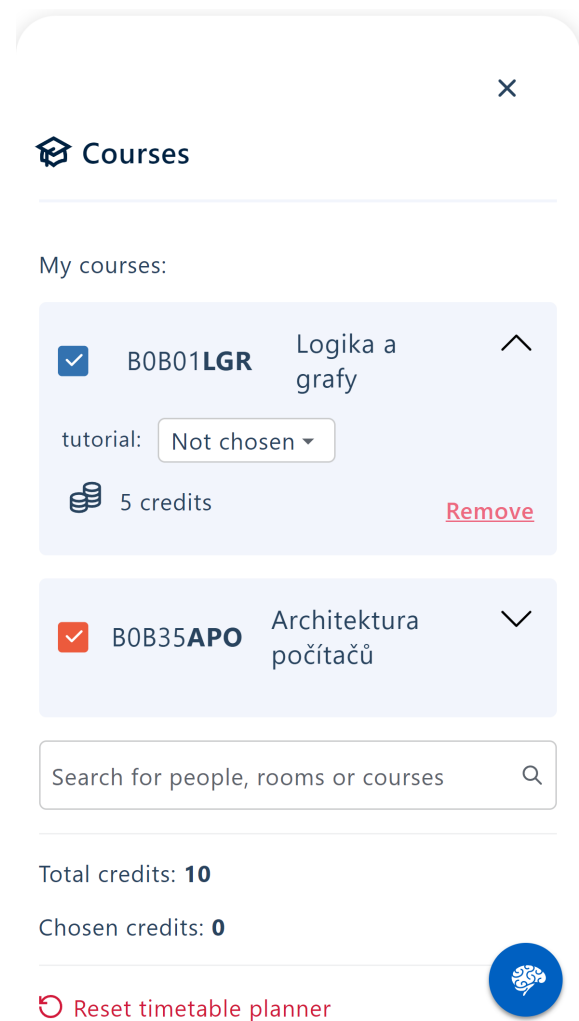 Courses
My courses:
B0B01LGR
Logika a
grafy
tutorial:
Not chosen
5 credits
Remove
B0B35APO
Architektura
počítačů
Search for people, rooms or courses
Total credits: 10
Chosen credits: 0
Reset timetable planner